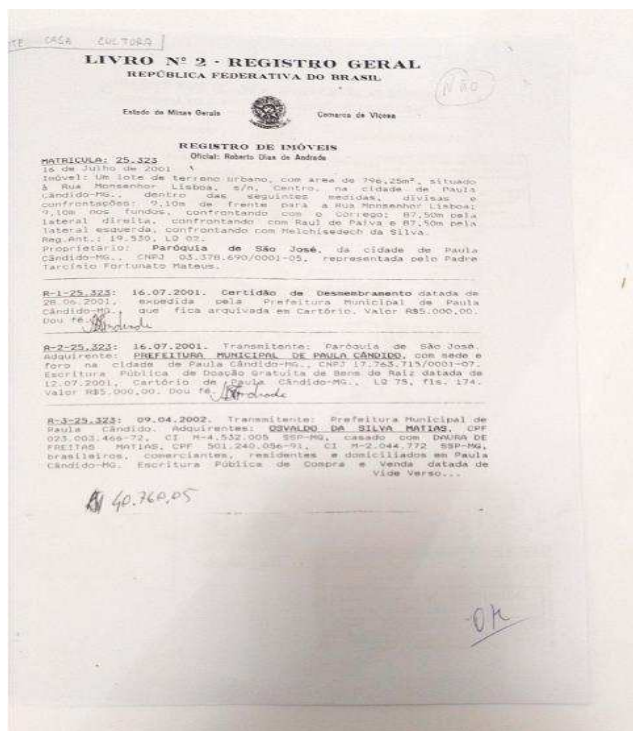 TE CASA CULTURA
NÃO
LIVRO Nº 2 - REGISTRO GERAL
REPÚBLICA FEDERATIVA DO BRASIL
Estado de Minas Gerais Comarca de Viçosa
REGISTRO DE IMÓVEIS
Oficial: Roberto Dias de Andrade
MATRÍCULA: 25.323
16 de Julho de 2001
Imóvel: Um lote de terreno urbano, com área de 796,25m², situado
à Rua Monsenhor Lisboa, s/n, Centro, na cidade de Paula
Cândido-MG., dentro das seguintes medidas, divisas e
confrontações: 9,10m de frente para a Rua Monsenhor Lisboa;
9,10m nos fundos, confrontando com o Córrego; 87,50m pela
lateral direita, confrontando com Raul de Paiva e 87,50m pela
lateral esquerda, confrontando com Melchisedech da Silva.
Reg.Ant.: 19.530, LQ 02.
Proprietário: Paróquia de São José, da cidade de Paula
Cândido-MG., CNPJ 03.378.690/0001-05, representada pelo Padre
Tarcísio Fortunato Mateus.
R-1-25.323: 16.07.2001. Certidão de Desmembramento datada de
28.06.2001, expedida pela Prefeitura Municipal de Paula
Cândido-MG., que fica arquivada em Cartório. Valor R$5.000,00.
Dou fé. Andrade
R-2-25.323: 16.07.2001. Transmitente: Paróquia de São José.
Adquirente: PREFEITURA MUNICIPAL DE PAULA CÂNDIDO, com sede e
foro na cidade de Paula Cândido-MG., CNPJ 17.763.715/0001-07.
Escritura Pública de Doação Gratuita de Bens de Raiz datada de
12.07.2001, Cartório de Paula Cândido-MG., LQ 75, fls. 174.
Valor R$5.000,00. Dou fé. Andrade
R-3-25.323: 09.04.2002. Transmitente: Prefeitura Municipal de
Paula Cândido. Adquirentes: OSVALDO DA SILVA MATIAS, CPF
023.003.466-72, CI M-4.532.005 SSP-MG, casado com DAURA DE
FREITAS MATIAS, CPF 501.240.056-91, CI M-2.044.772 SSP-MG,
brasileiros, comerciantes, residentes e domiciliados em Paula
Cândido-MG. Escritura Pública de Compra e Venda datada de
Vide Verso...
40.760,05
OK